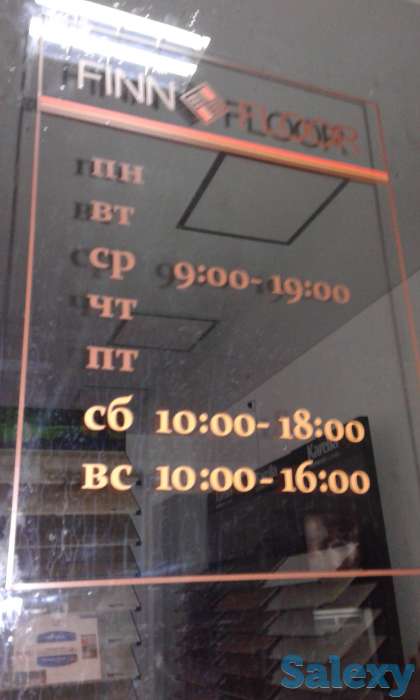 FINN FLOOR
пн
вт
ср 9:00-19:00
чт
пт
сб 10:00-18:00
вс 10:00-16:00
Karelia
Salexy